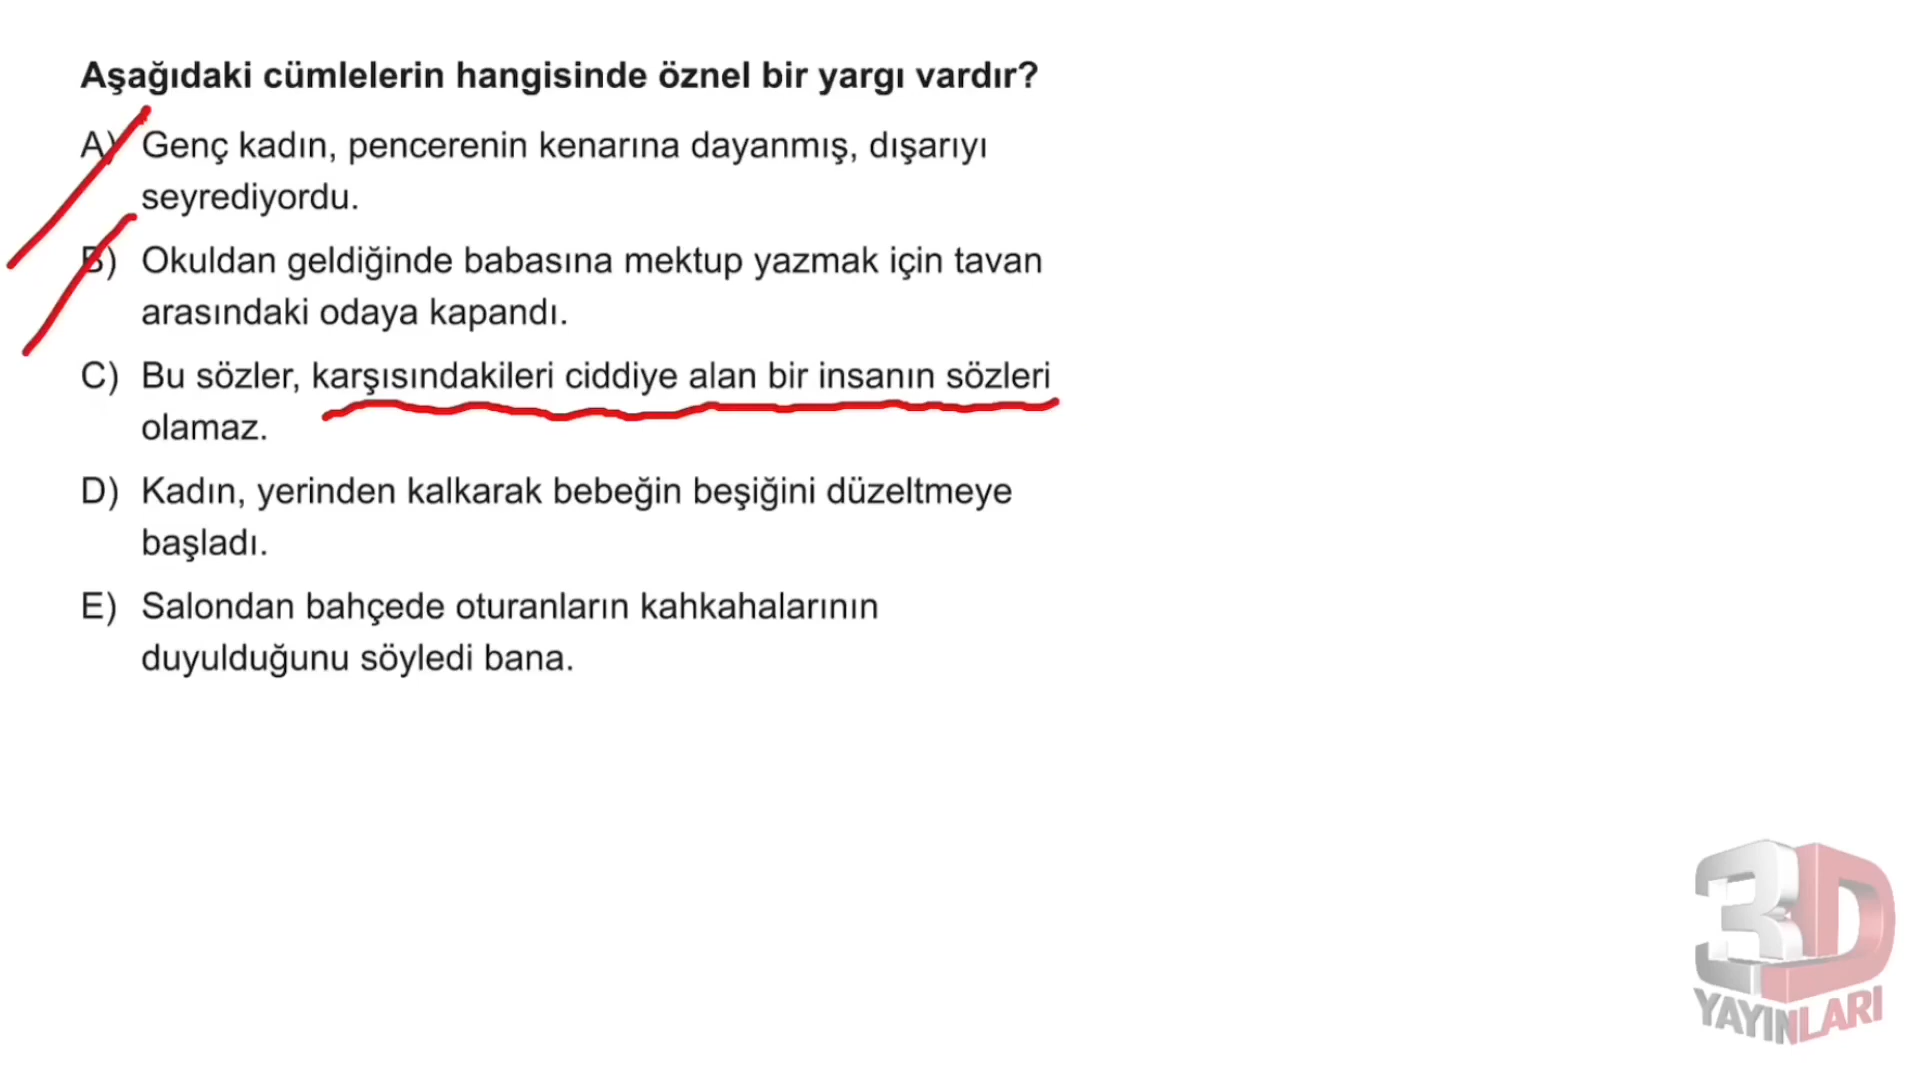 Aşağıdaki cümlelerin hangisinde öznel bir yargı vardır?
A) Genç kadın, pencerenin kenarına dayanmış, dışarıyı
seyrediyordu.
B) Okuldan geldiğinde babasına mektup yazmak için tavan
arasındaki odaya kapandı.
C) Bu sözler, karşısındakileri ciddiye alan bir insanın sözleri
olamaz.
D) Kadın, yerinden kalkarak bebeğin beşiğini düzeltmeye
başladı.
E) Salondan bahçede oturanların kahkahalarının
duyulduğunu söyledi bana.
3D
YAYINLARI